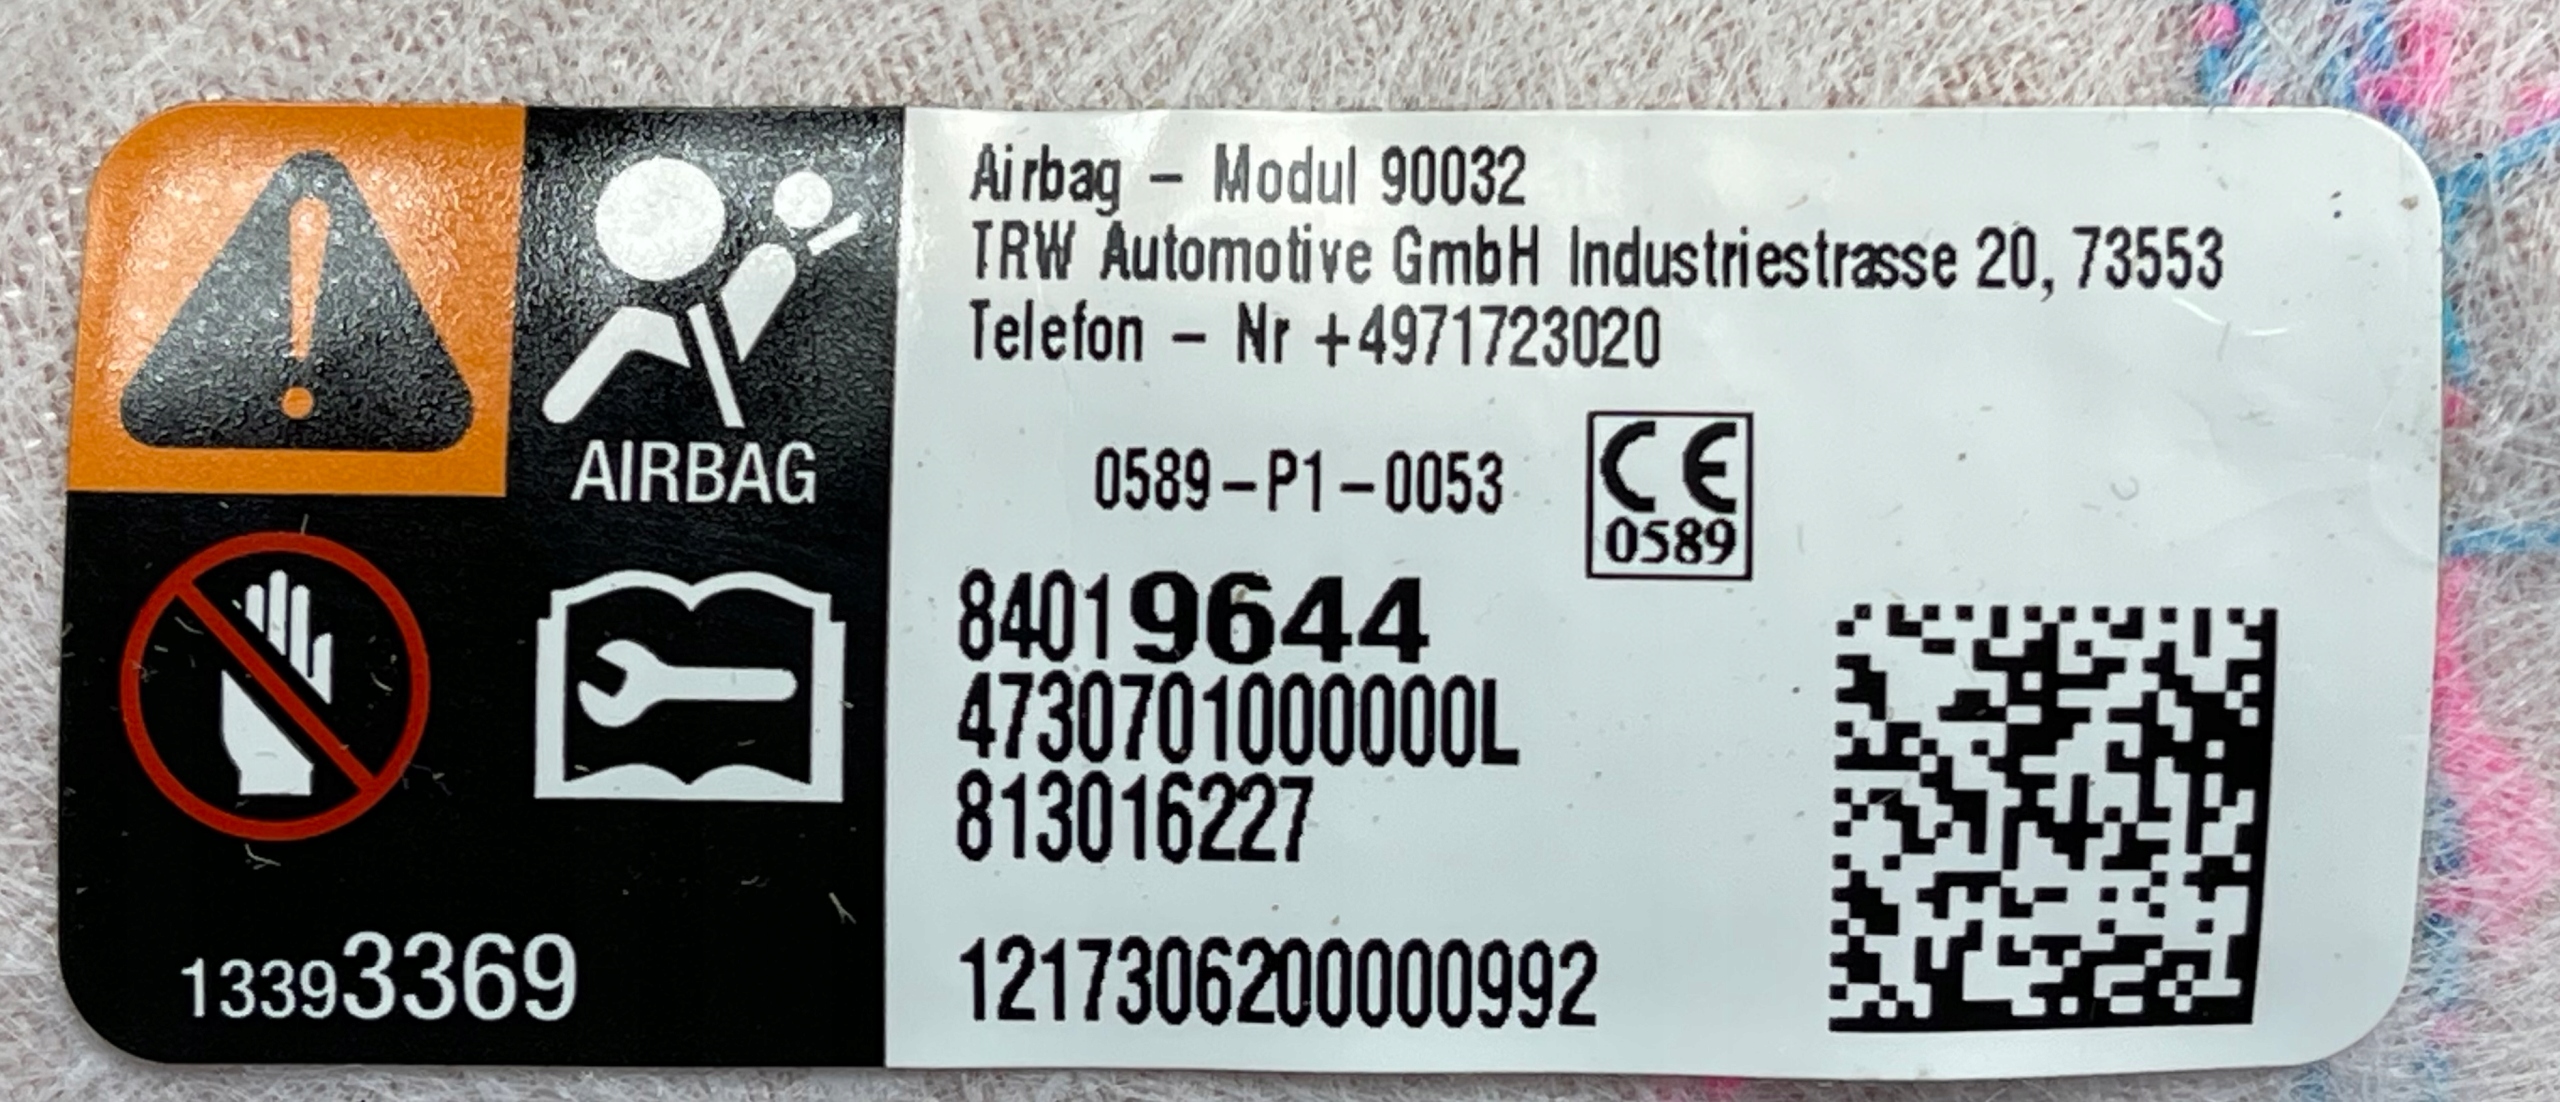 Airbag – Modul 90032
TRW Automotive GmbH Industriestrasse 20, 73553
Telefon – Nr +4971723020
AIRBAG
0589–P1–0053
CE
0589
84019644
4730701000000L
813016227
13393369
1217306200000992